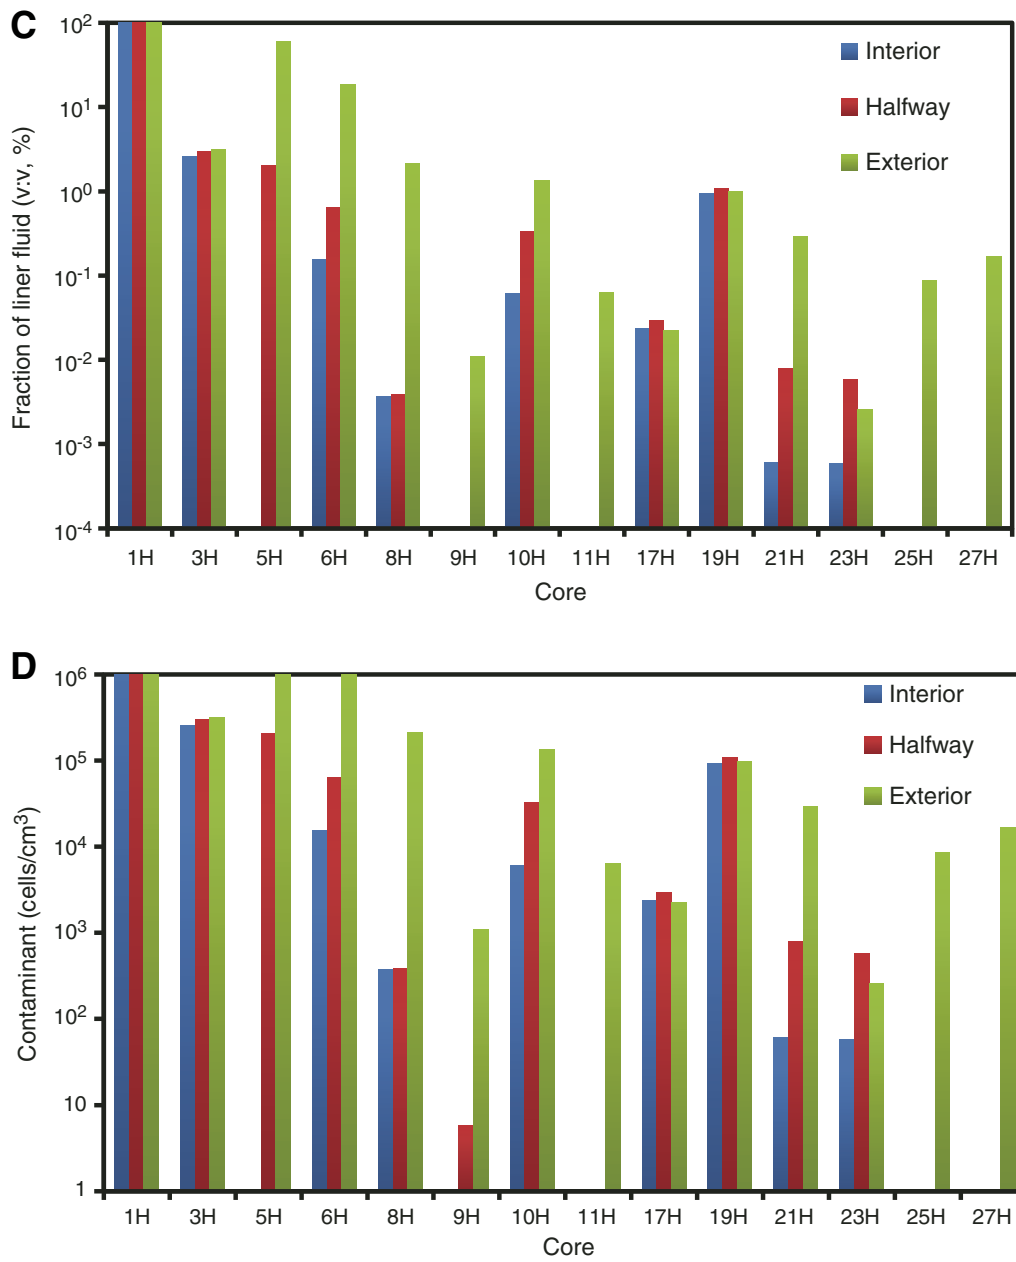 C
Fraction of liner fluid (v:v, %)
10²
10¹
10⁰
10⁻¹
10⁻²
10⁻³
10⁻⁴
Interior
Halfway
Exterior
1H 3H 5H 6H 8H 9H 10H 11H 17H 19H 21H 23H 25H 27H
Core
D
Contaminant (cells/cm³)
10⁶
10⁵
10⁴
10³
10²
10
1
Interior
Halfway
Exterior
1H 3H 5H 6H 8H 9H 10H 11H 17H 19H 21H 23H 25H 27H
Core